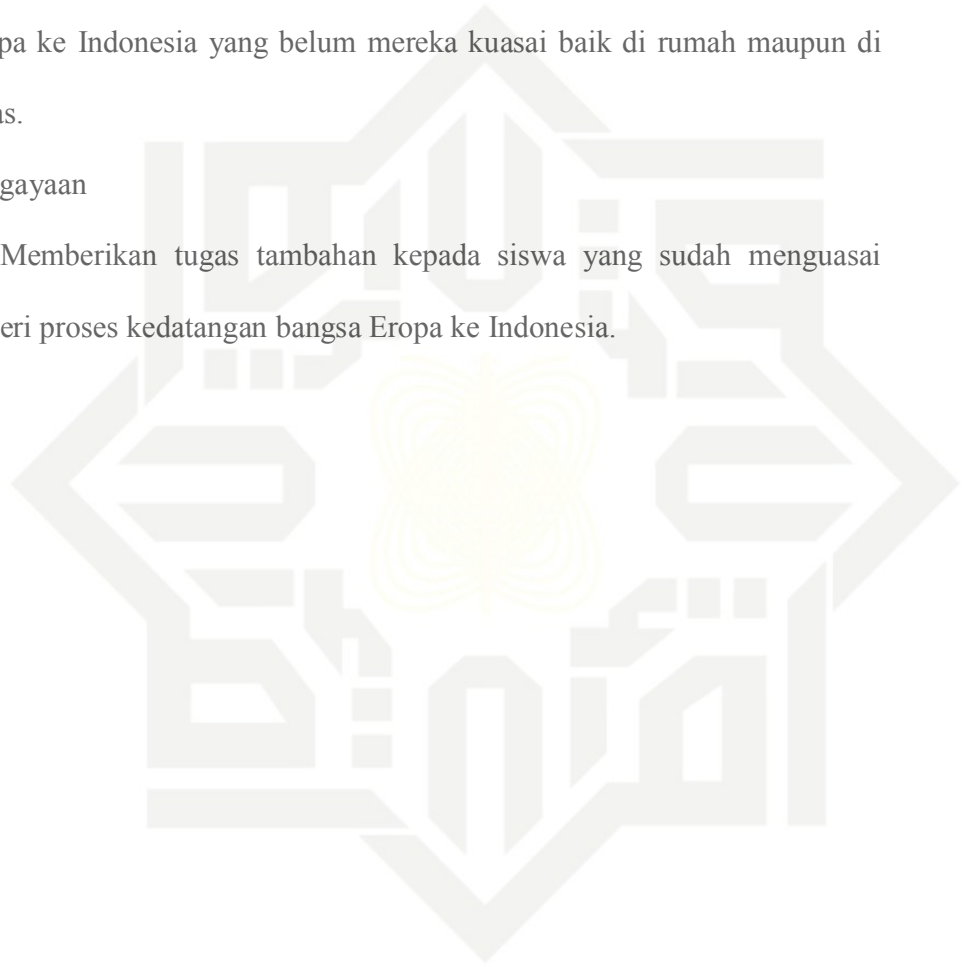 pa ke Indonesia yang belum mereka kuasai baik di rumah maupun di
as.
gayaan
Memberikan tugas tambahan kepada siswa yang sudah menguasai
eri proses kedatangan bangsa Eropa ke Indonesia.